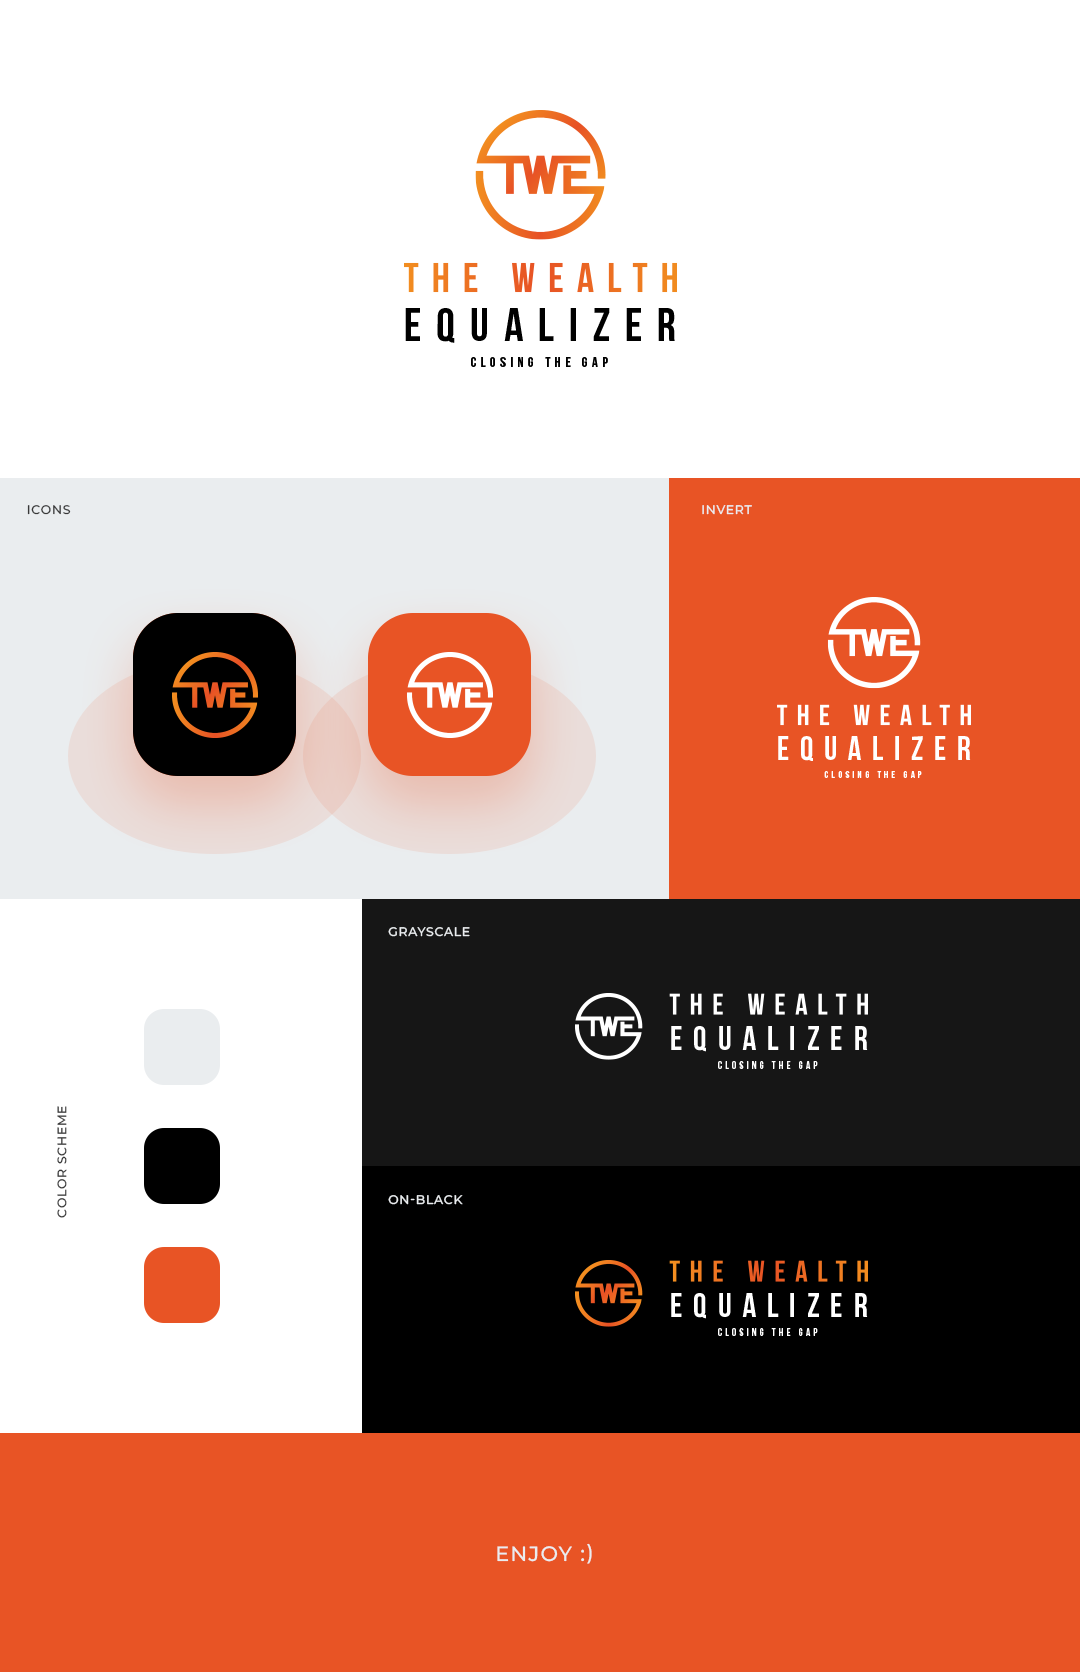 TWE
THE WEALTH
EQUALIZER
CLOSING THE GAP
ICONS
TWE
TWE
INVERT
TWE
THE WEALTH
EQUALIZER
CLOSING THE GAP
COLOR SCHEME
GRAYSCALE
TWE
THE WEALTH
EQUALIZER
CLOSING THE GAP
ON-BLACK
TWE
THE WEALTH
EQUALIZER
CLOSING THE GAP
ENJOY :)